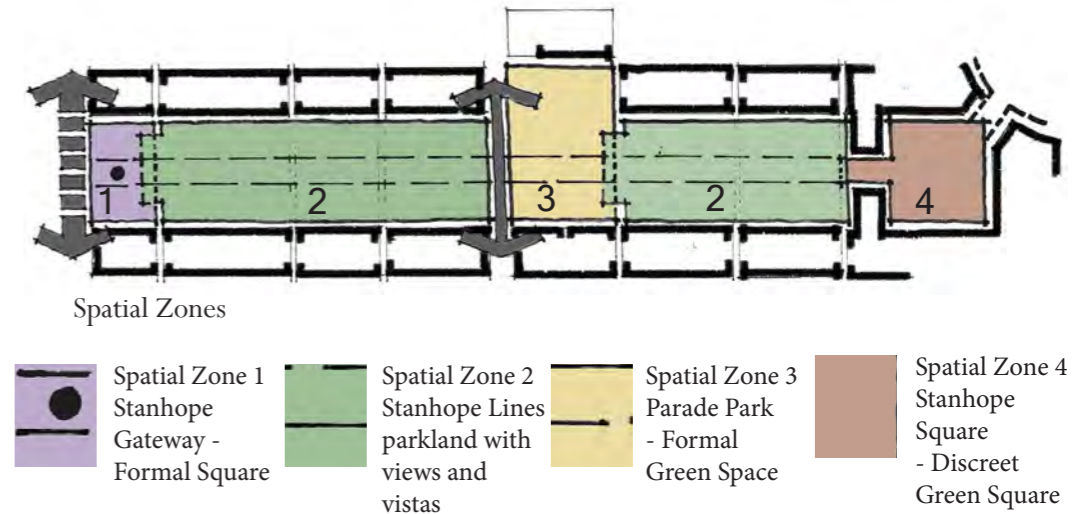 1
2
3
2
4
Spatial Zones
Spatial Zone 1
Stanhope
Gateway -
Formal Square
Spatial Zone 2
Stanhope Lines
parkland with
views and
vistas
Spatial Zone 3
Parade Park
- Formal
Green Space
Spatial Zone 4
Stanhope
Square
- Discreet
Green Square